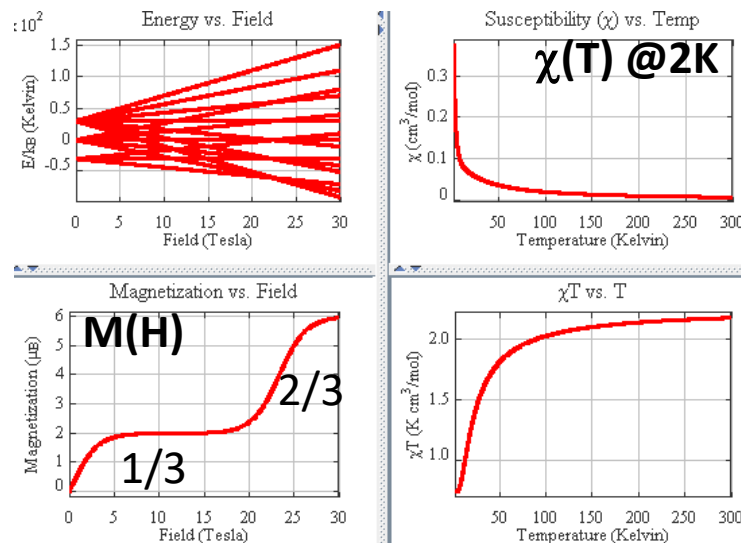 :x 10²
Energy vs. Field
1.5
1.0
0.5
0
-0.5
E/kB (Kelvin)
0 5 10 15 20 25 30
Field (Tesla)
Susceptibility (χ) vs. Temp
χ(T) @2K
0.3
0.2
0.1
0
χ (cm³/mol)
50 100 150 200 250 300
Temperature (Kelvin)
Magnetization vs. Field
M(H)
6
5
4
3
2
1
0
Magnetization (μB)
2/3
1/3
0 5 10 15 20 25 30
Field (Tesla)
χT vs. T
2.0
1.5
1.0
χT (K cm³/mol)
50 100 150 200 250 300
Temperature (Kelvin)